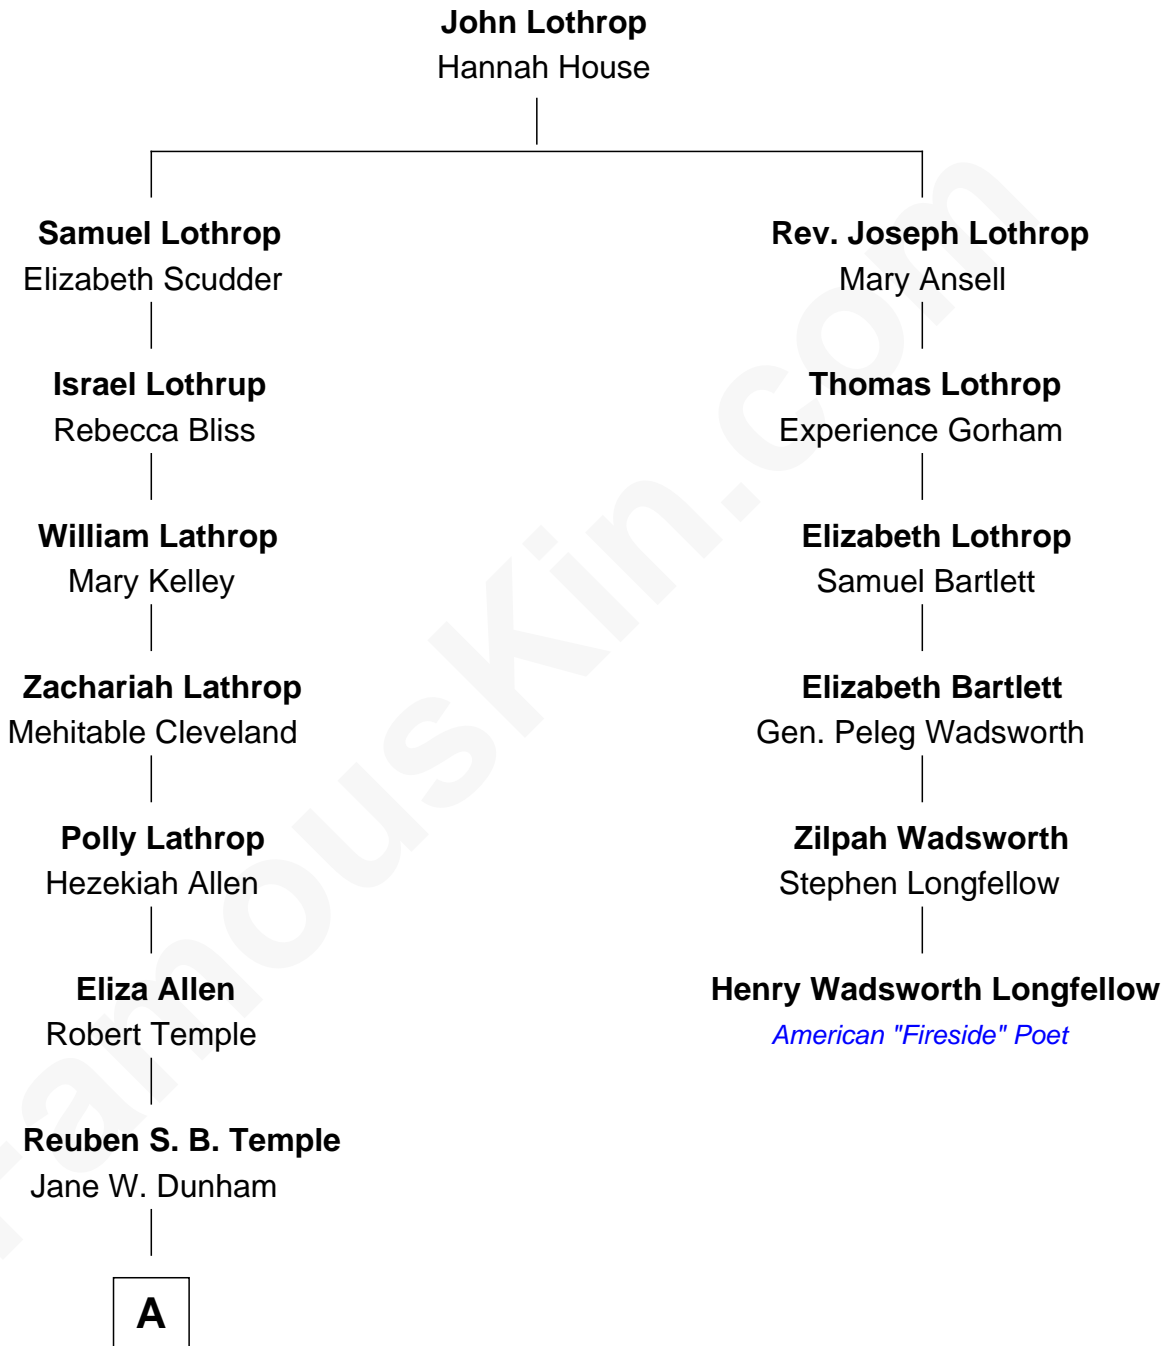 John Lothrop
Hannah House
Samuel Lothrop
Elizabeth Scudder
Israel Lothrup
Rebecca Bliss
William Lathrop
Mary Kelley
Zachariah Lathrop
Mehitable Cleveland
Polly Lathrop
Hezekiah Allen
Eliza Allen
Robert Temple
Reuben S. B. Temple
Jane W. Dunham
A
Rev. Joseph Lothrop
Mary Ansell
Thomas Lothrop
Experience Gorham
Elizabeth Lothrop
Samuel Bartlett
Elizabeth Bartlett
Gen. Peleg Wadsworth
Zilpah Wadsworth
Stephen Longfellow
Henry Wadsworth Longfellow
American "Fireside" Poet
FamousKin.com